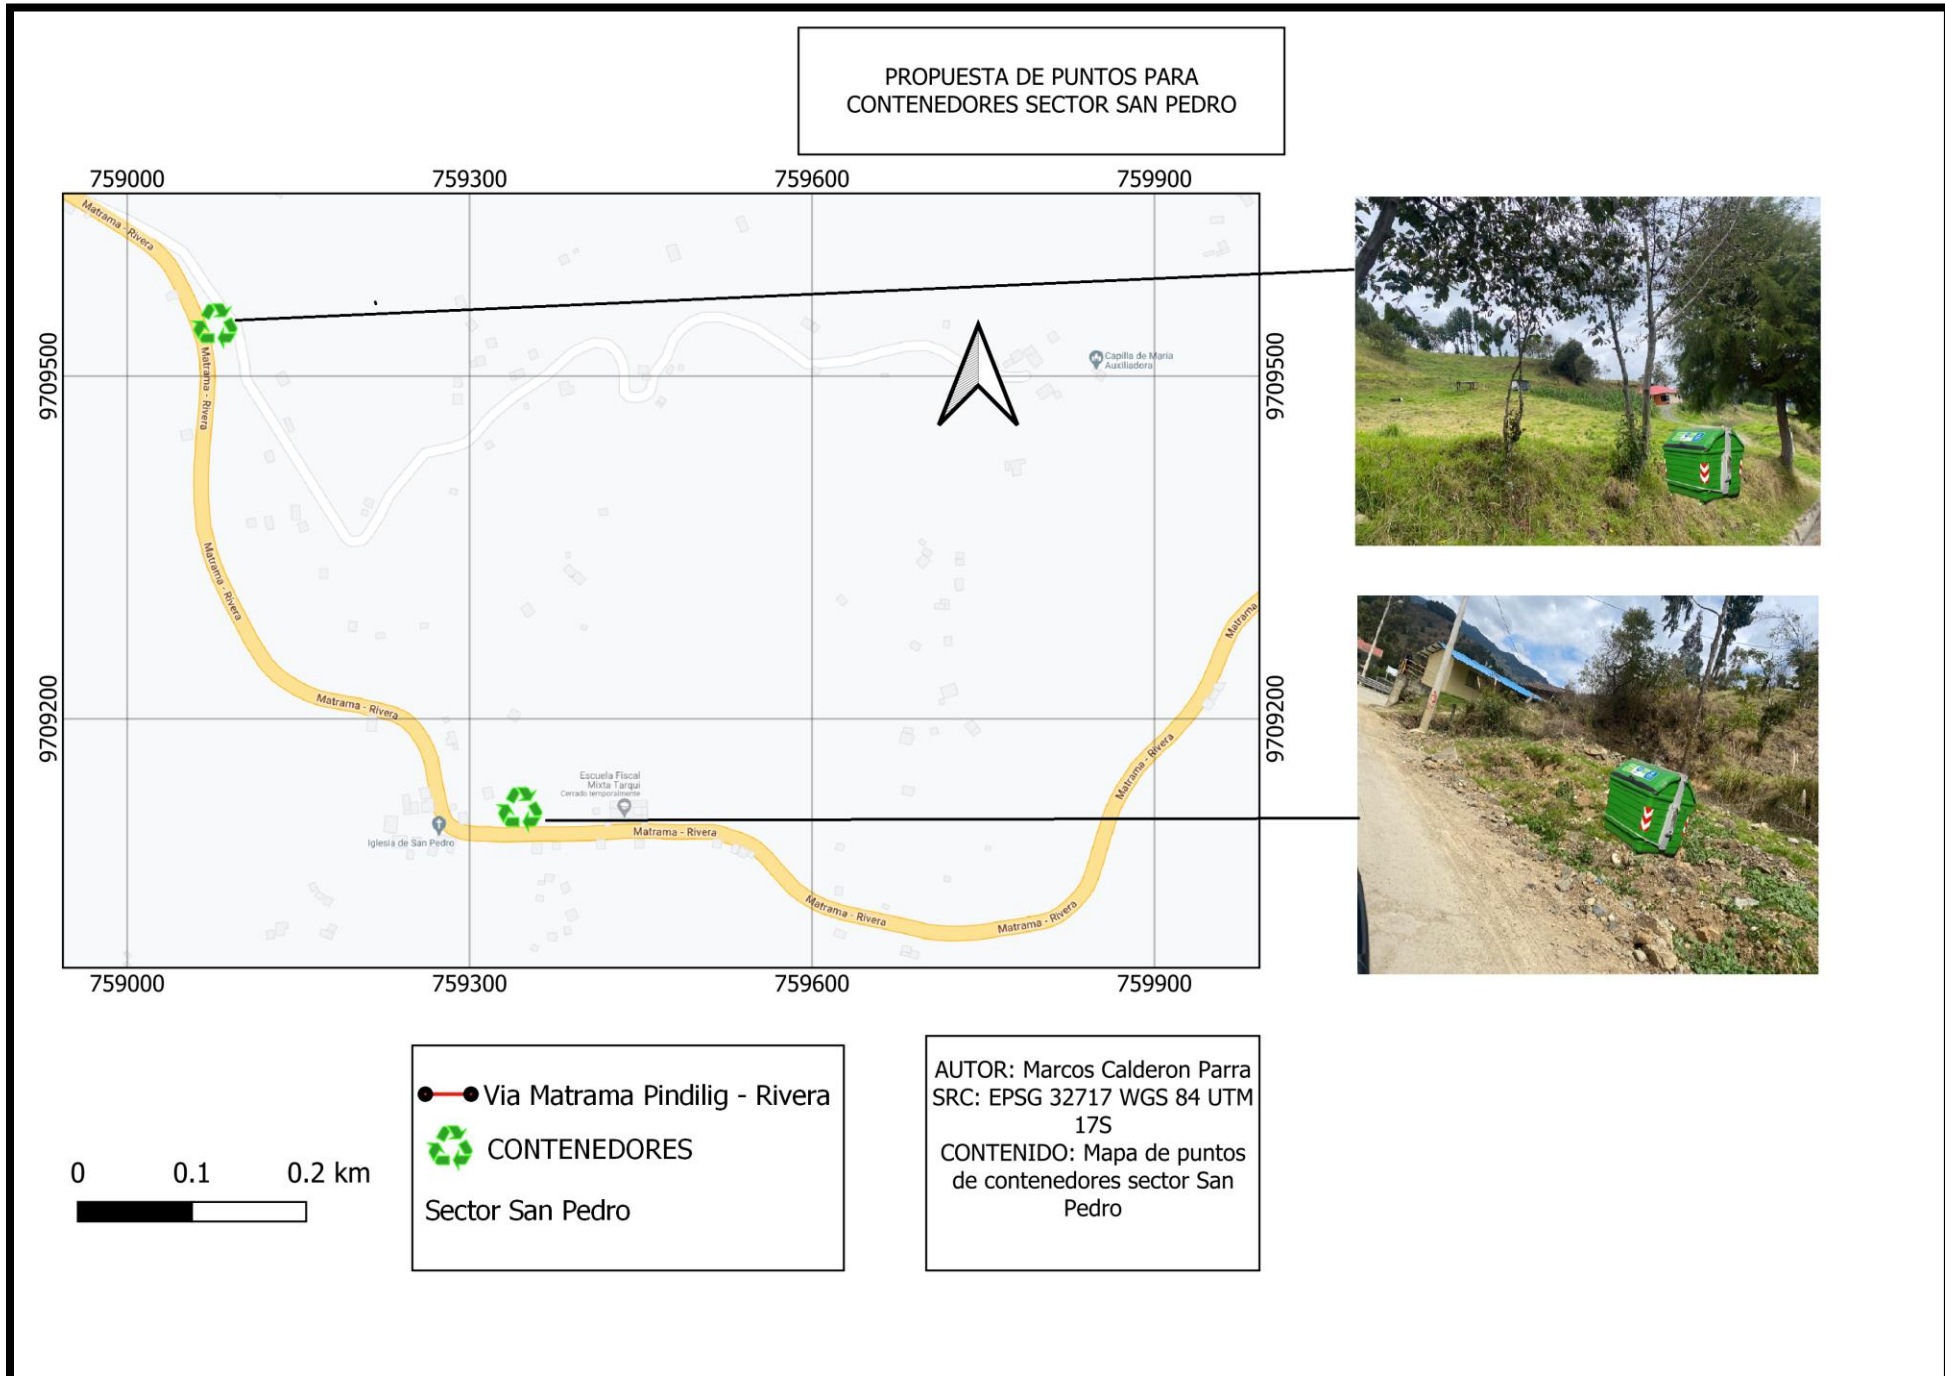 PROPUESTA DE PUNTOS PARA
CONTENEDORES SECTOR SAN PEDRO
759000
759300
759600
759900
Matrama - Rivera
9709500
9709500
Matrama - Rivera
Capilla de Maria
Auxiliadora
Matrama - Rivera
Matrama
Matrama - Rivera
9709200
9709200
Matrama - Rivera
Escuela Fiscal
Mixta Tarqui
Cerrado temporalmente
Iglesia de San Pedro
Matrama - Rivera
Matrama - Rivera
Matrama - Rivera
759000
759300
759600
759900
Via Matrama Pindilig - Rivera
CONTENEDORES
Sector San Pedro
0 0.1 0.2 km
AUTOR: Marcos Calderon Parra
SRC: EPSG 32717 WGS 84 UTM
17S
CONTENIDO: Mapa de puntos
de contenedores sector San
Pedro